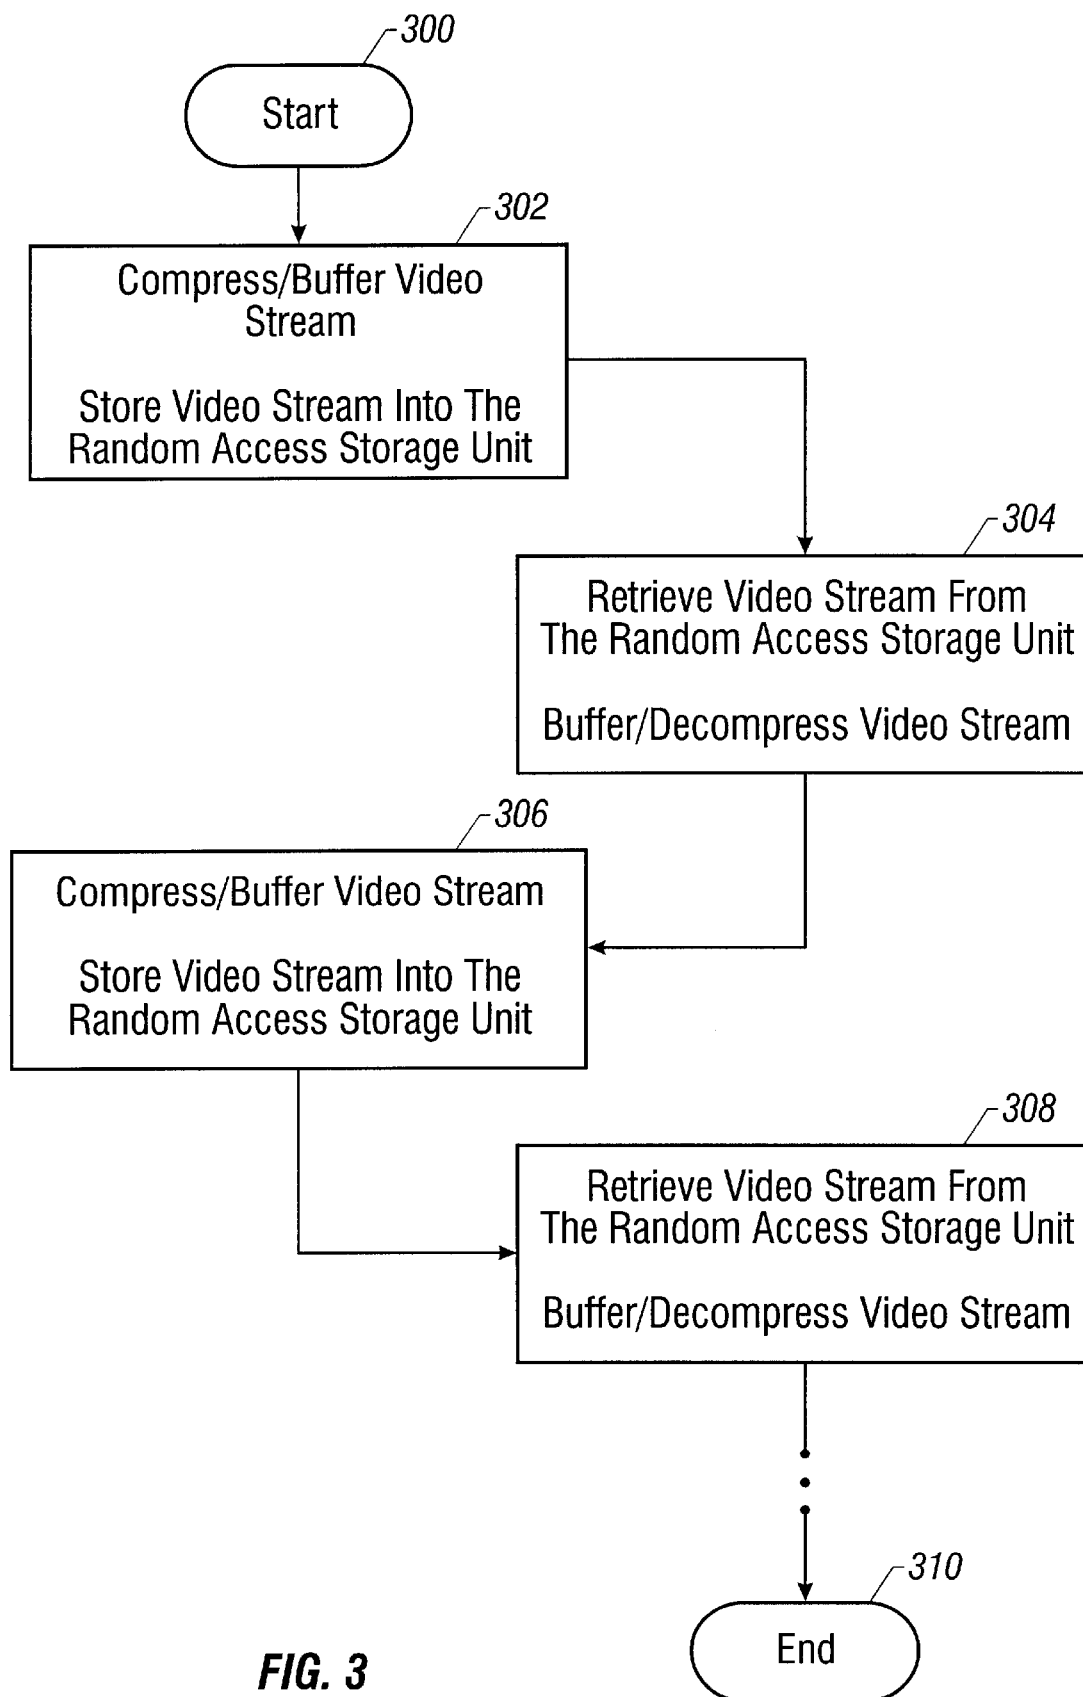 300
Start
302
Compress/Buffer Video
Stream
Store Video Stream Into The
Random Access Storage Unit
304
Retrieve Video Stream From
The Random Access Storage Unit
Buffer/Decompress Video Stream
306
Compress/Buffer Video Stream
Store Video Stream Into The
Random Access Storage Unit
308
Retrieve Video Stream From
The Random Access Storage Unit
Buffer/Decompress Video Stream
310
End
FIG. 3